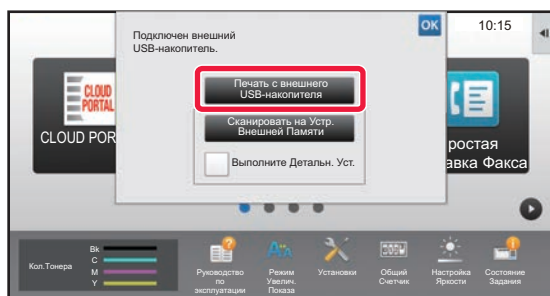 Подключен внешний
USB-накопитель.
OK
10:15
Печать с внешнего
USB-накопителя
Сканировать на Устр.
Внешней Памяти
Выполните Детальн. Уст.
CLOUD
PORTAL
CLOUD POR
ростая
авка Факса
Кол.Тонера
Bk
C
M
Y
Руководство
по
эксплуатации
Режим
Увелич.
Показа
Установки
Общий
Счетчик
Настройка
Яркости
Состояние
Задания